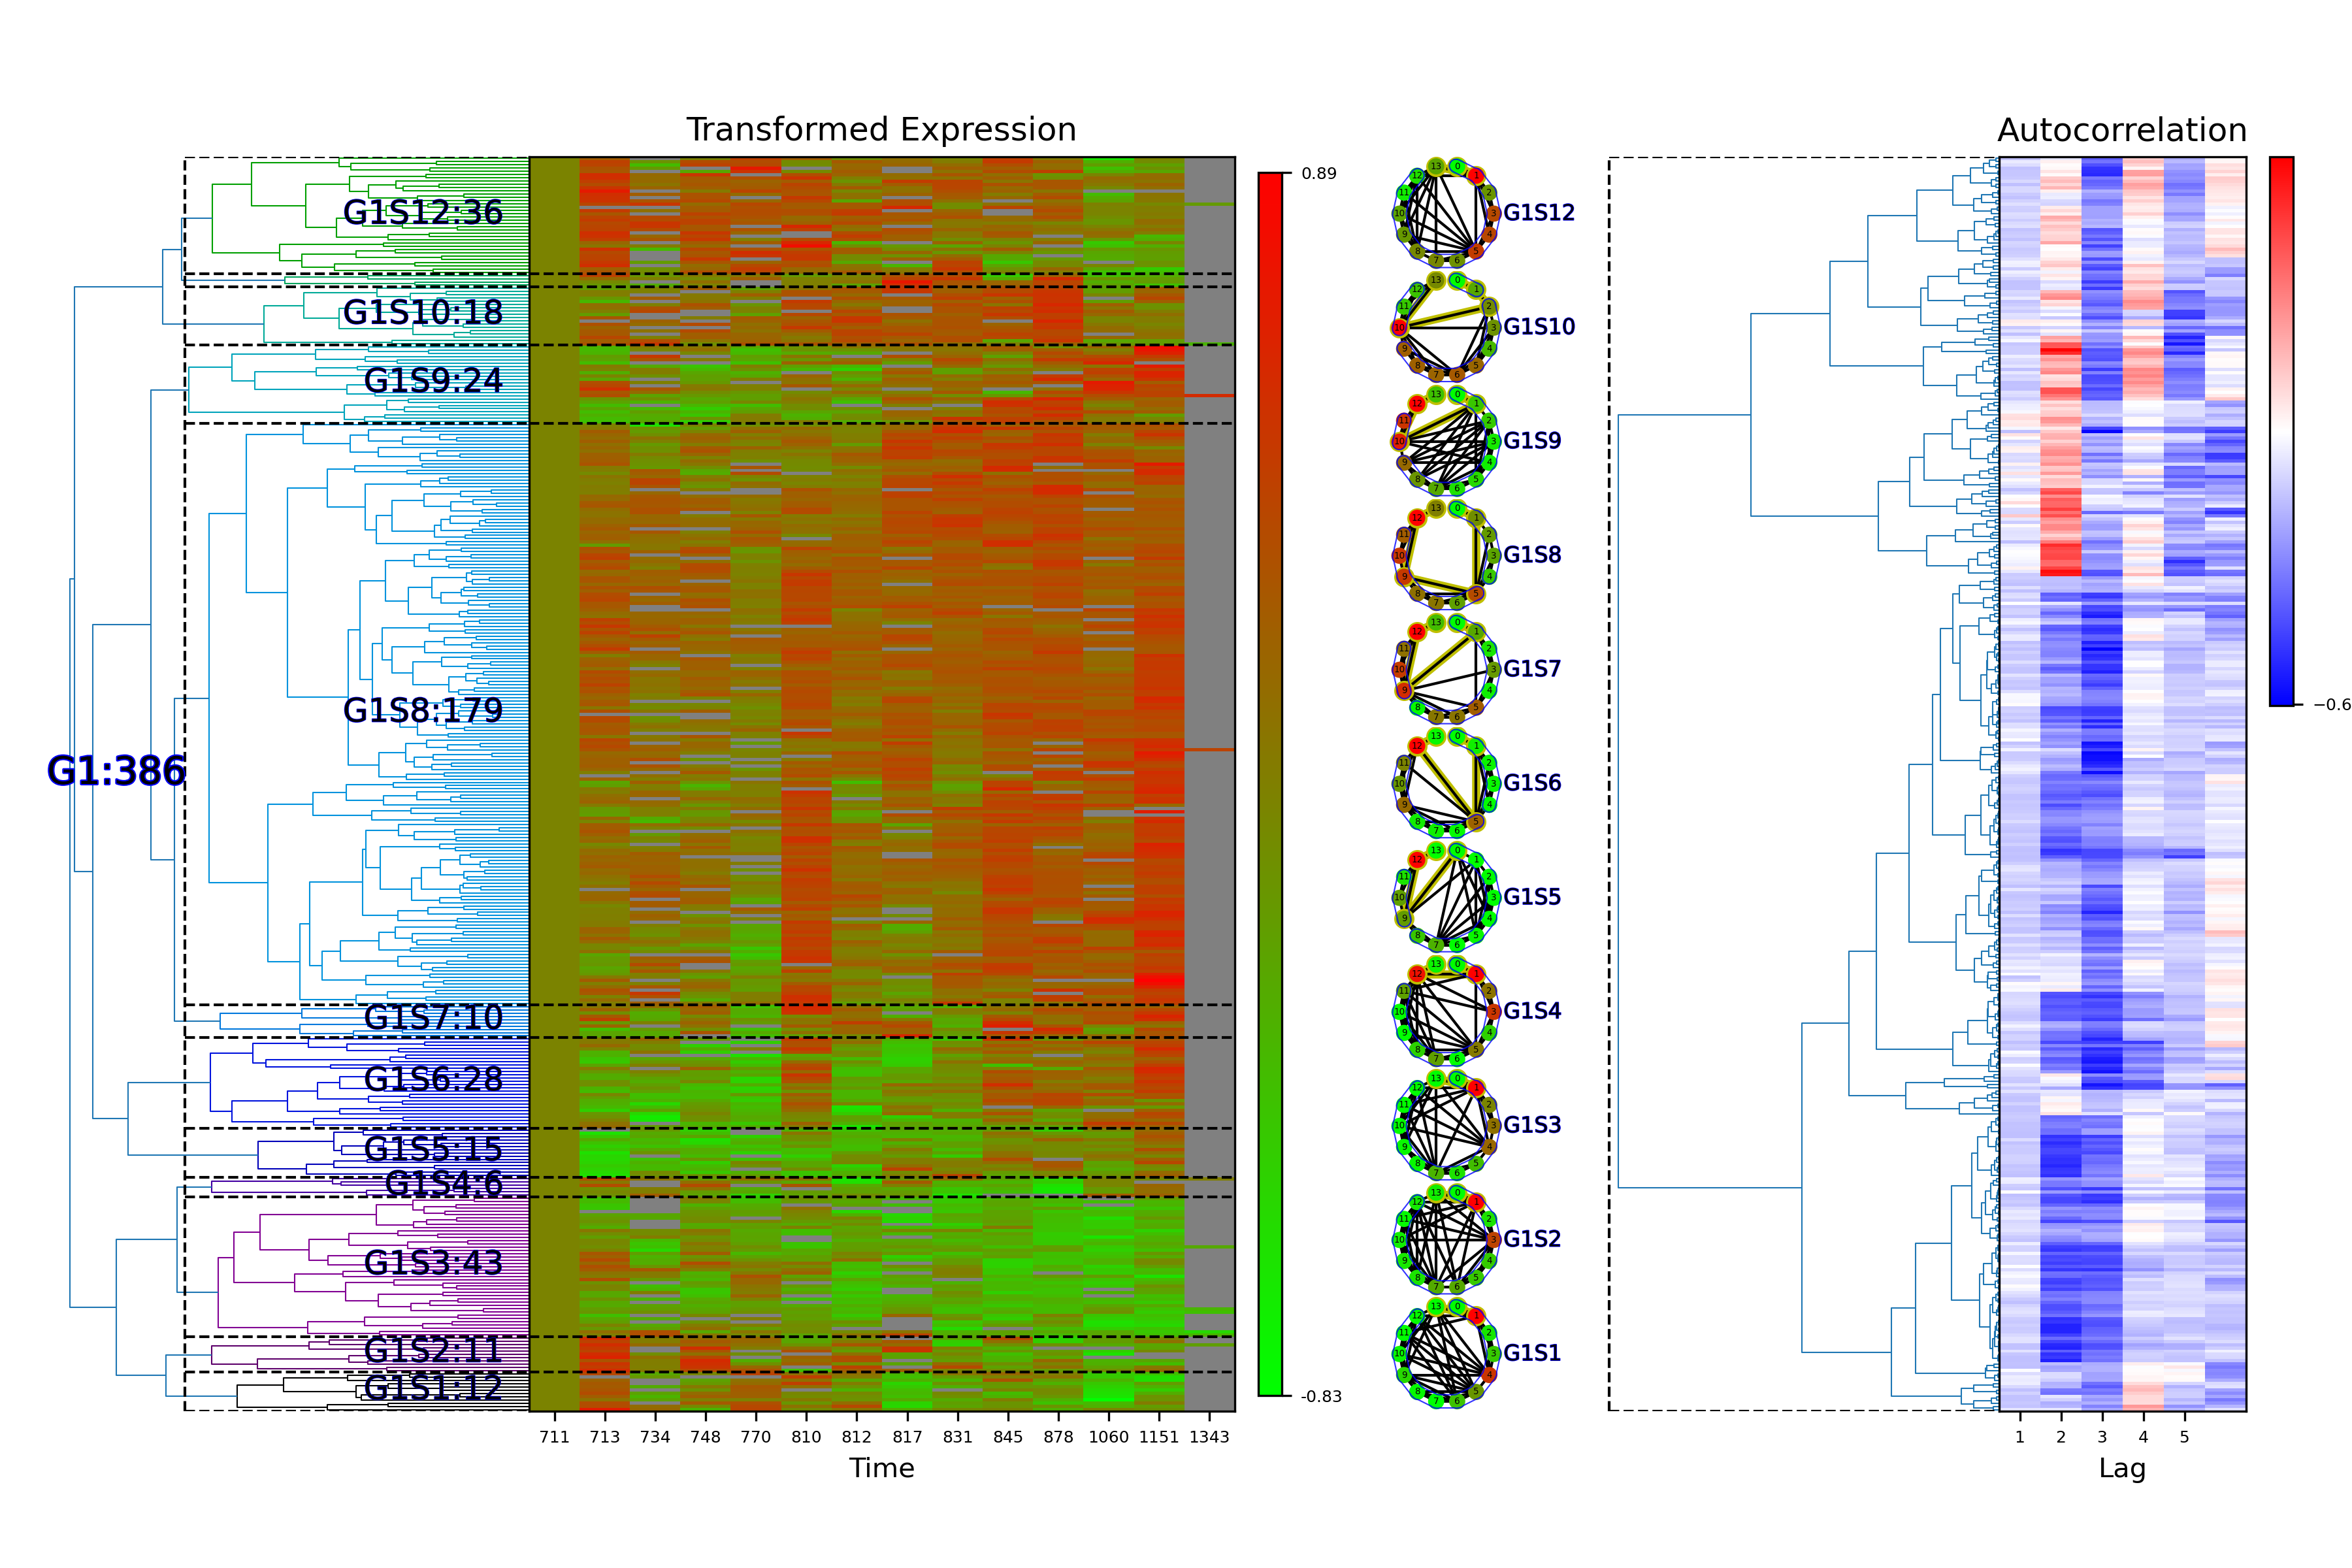 Transformed Expression
Autocorrelation
0.89
-0.83
−0.6
G1:386
G1S12:36
G1S10:18
G1S9:24
G1S8:179
G1S7:10
G1S6:28
G1S5:15
G1S4:6
G1S3:43
G1S2:11
G1S1:12
G1S12
G1S10
G1S9
G1S8
G1S7
G1S6
G1S5
G1S4
G1S3
G1S2
G1S1
711 713 734 748 770 810 812 817 831 845 878 1060 1151 1343
Time
1 2 3 4 5
Lag